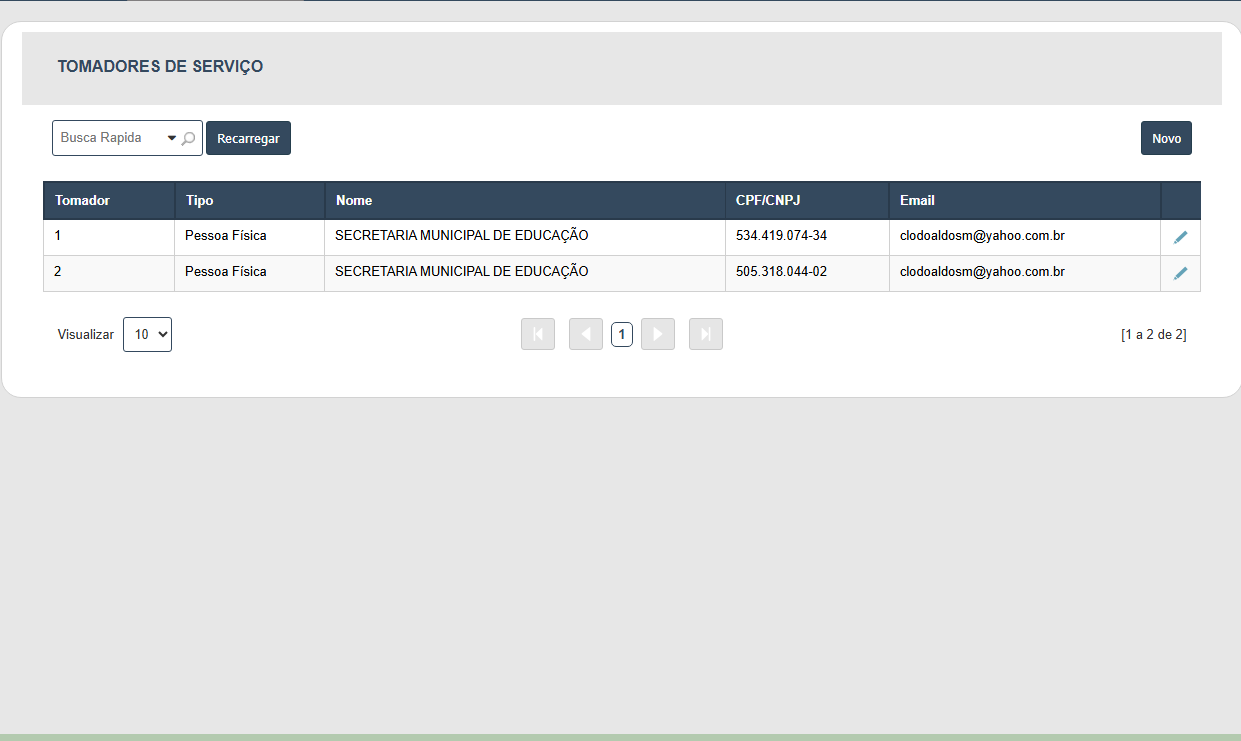 TOMADORES DE SERVIÇO
Busca Rapida Recarregar Novo
Tomador Tipo Nome CPF/CNPJ Email
1 Pessoa Física SECRETARIA MUNICIPAL DE EDUCAÇÃO 534.419.074-34 clodoaldosm@yahoo.com.br
2 Pessoa Física SECRETARIA MUNICIPAL DE EDUCAÇÃO 505.318.044-02 clodoaldosm@yahoo.com.br
Visualizar 10 1 [1 a 2 de 2]